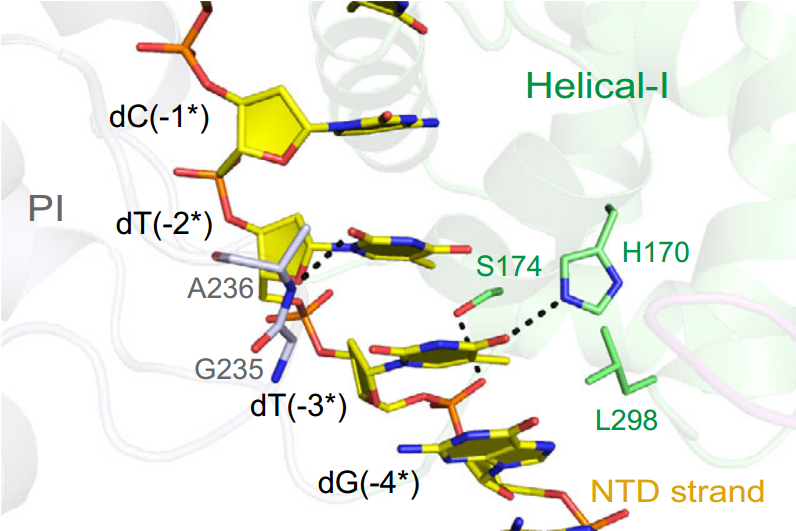 Helical-I
dC(-1*)
PI
dT(-2*)
H170
S174
A236
G235
dT(-3*)
L298
dG(-4*)
NTD strand